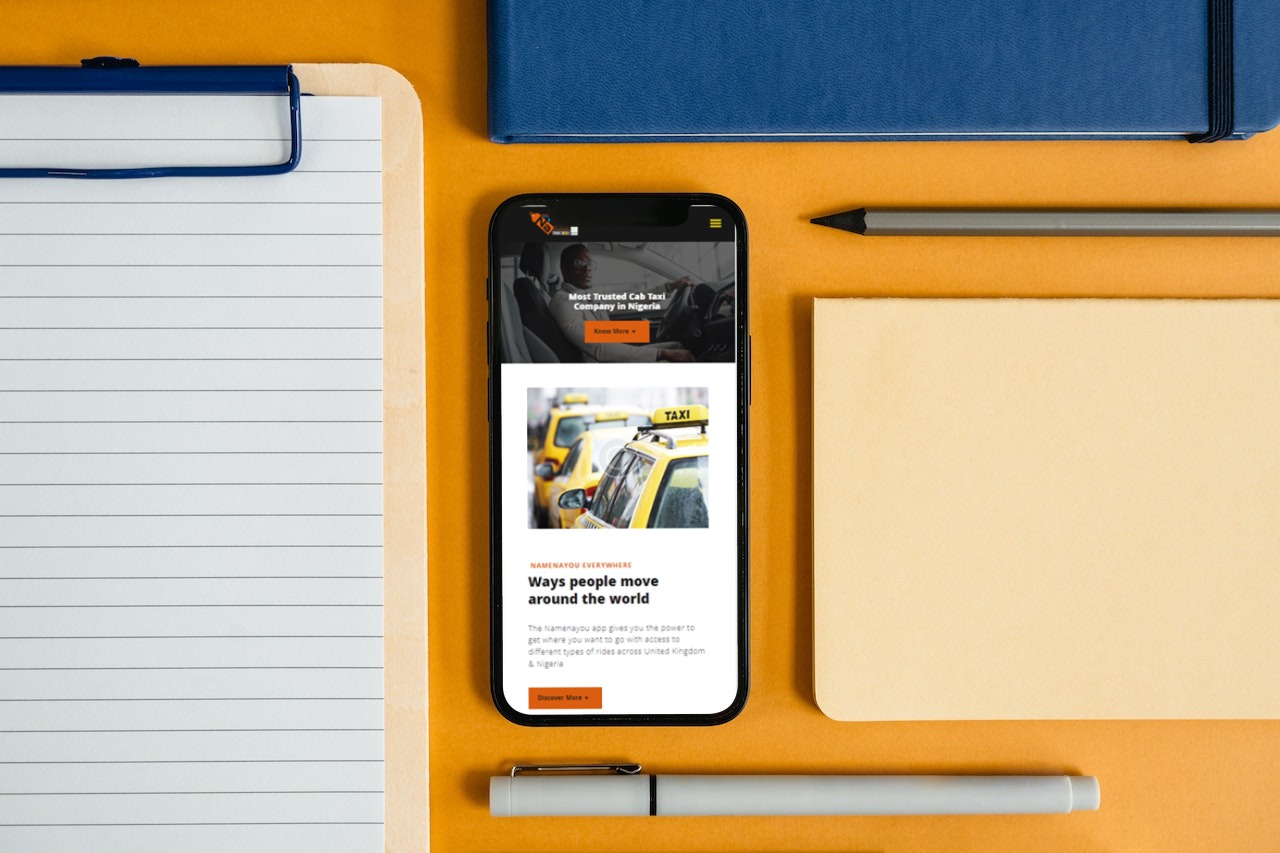 Most Trusted Cab Taxi
Company in Nigeria
Know More +
TAXI
NAMENAYOU EVERYWHERE
Ways people move
around the world
The Namenayou app gives you the power to
get where you want to go with access to
different types of rides across United Kingdom
& Nigeria
Discover More +